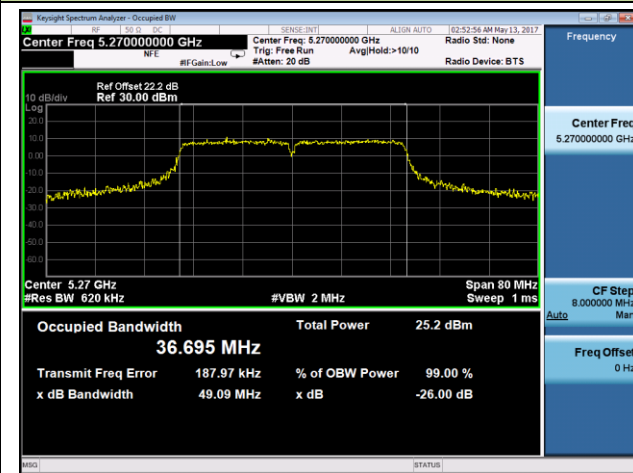 Keysight Spectrum Analyzer - Occupied BW
RF 50 Ω DC SENSE:INT ALIGN AUTO 02:52:56 AM May 13, 2017
Center Freq 5.270000000 GHz Center Freq: 5.270000000 GHz Radio Std: None
NFE Trig: Free Run Avg|Hold:>10/10
#IFGain:Low #Atten: 20 dB Radio Device: BTS
Frequency
Ref Offset 22.2 dB
10 dB/div Ref 30.00 dBm
Log
20.0
10.0
0.00
-10.0
-20.0
-30.0
-40.0
-50.0
-60.0
Center Freq
5.270000000 GHz
Center 5.27 GHz Span 80 MHz
#Res BW 620 kHz #VBW 2 MHz Sweep 1 ms
CF Step
8.000000 MHz
Auto Man
Occupied Bandwidth Total Power 25.2 dBm
36.695 MHz
Transmit Freq Error 187.97 kHz % of OBW Power 99.00 %
x dB Bandwidth 49.09 MHz x dB -26.00 dB
Freq Offset
0 Hz
MSG STATUS